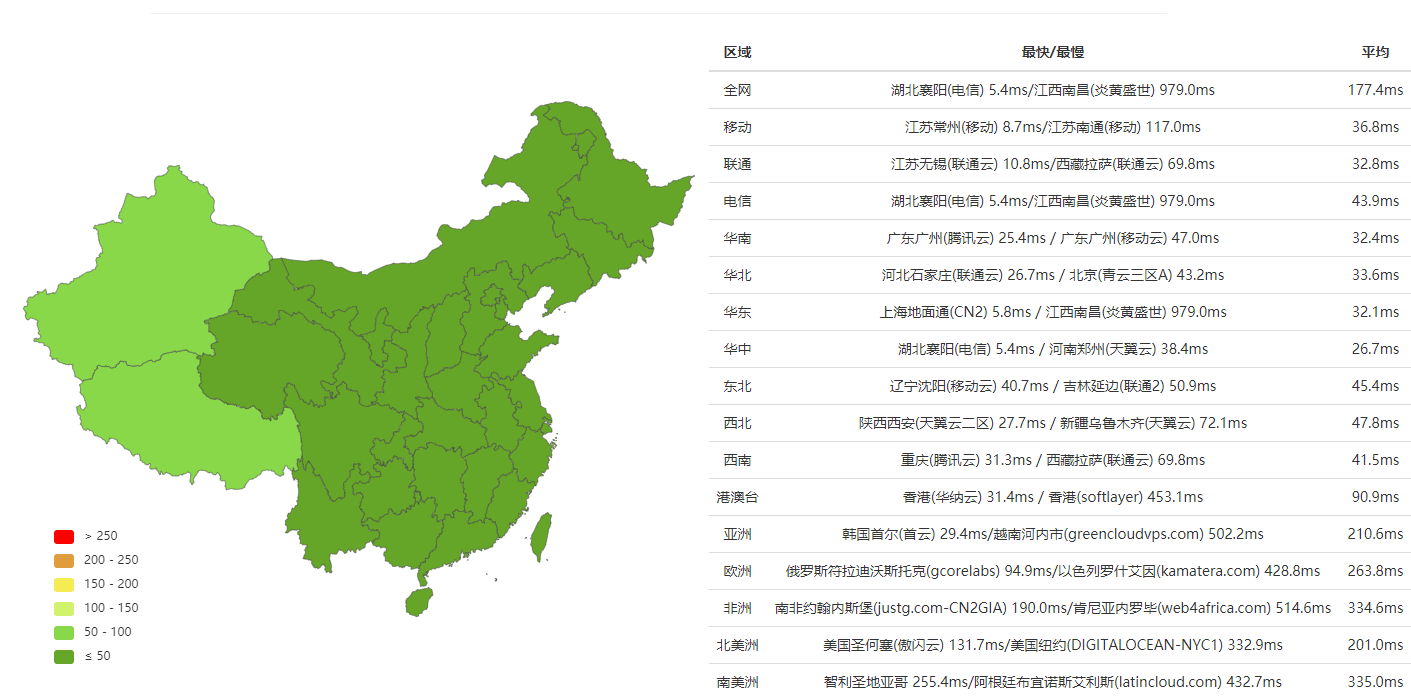 区域 最快/最慢 平均
全网 湖北襄阳(电信) 5.4ms/江西南昌(炎黄盛世) 979.0ms 177.4ms
移动 江苏常州(移动) 8.7ms/江苏南通(移动) 117.0ms 36.8ms
联通 江苏无锡(联通云) 10.8ms/西藏拉萨(联通云) 69.8ms 32.8ms
电信 湖北襄阳(电信) 5.4ms/江西南昌(炎黄盛世) 979.0ms 43.9ms
华南 广东广州(腾讯云) 25.4ms / 广东广州(移动云) 47.0ms 32.4ms
华北 河北石家庄(联通云) 26.7ms / 北京(青云三区A) 43.2ms 33.6ms
华东 上海地面通(CN2) 5.8ms / 江西南昌(炎黄盛世) 979.0ms 32.1ms
华中 湖北襄阳(电信) 5.4ms / 河南郑州(天翼云) 38.4ms 26.7ms
东北 辽宁沈阳(移动云) 40.7ms / 吉林延边(联通2) 50.9ms 45.4ms
西北 陕西西安(天翼云二区) 27.7ms / 新疆乌鲁木齐(天翼云) 72.1ms 47.8ms
西南 重庆(腾讯云) 31.3ms / 西藏拉萨(联通云) 69.8ms 41.5ms
港澳台 香港(华纳云) 31.4ms / 香港(softlayer) 453.1ms 90.9ms
亚洲 韩国首尔(首云) 29.4ms/越南河内市(greencloudvps.com) 502.2ms 210.6ms
欧洲 俄罗斯符拉迪沃斯托克(gcorelabs) 94.9ms/以色列罗什艾因(kamatera.com) 428.8ms 263.8ms
非洲 南非约翰内斯堡(justg.com-CN2GIA) 190.0ms/肯尼亚内罗毕(web4africa.com) 514.6ms 334.6ms
北美洲 美国圣何塞(傲闪云) 131.7ms/美国纽约(DIGITALOCEAN-NYC1) 332.9ms 201.0ms
南美洲 智利圣地亚哥 255.4ms/阿根廷布宜诺斯艾利斯(latincloud.com) 432.7ms 335.0ms
> 250
200 - 250
150 - 200
100 - 150
50 - 100
≤ 50